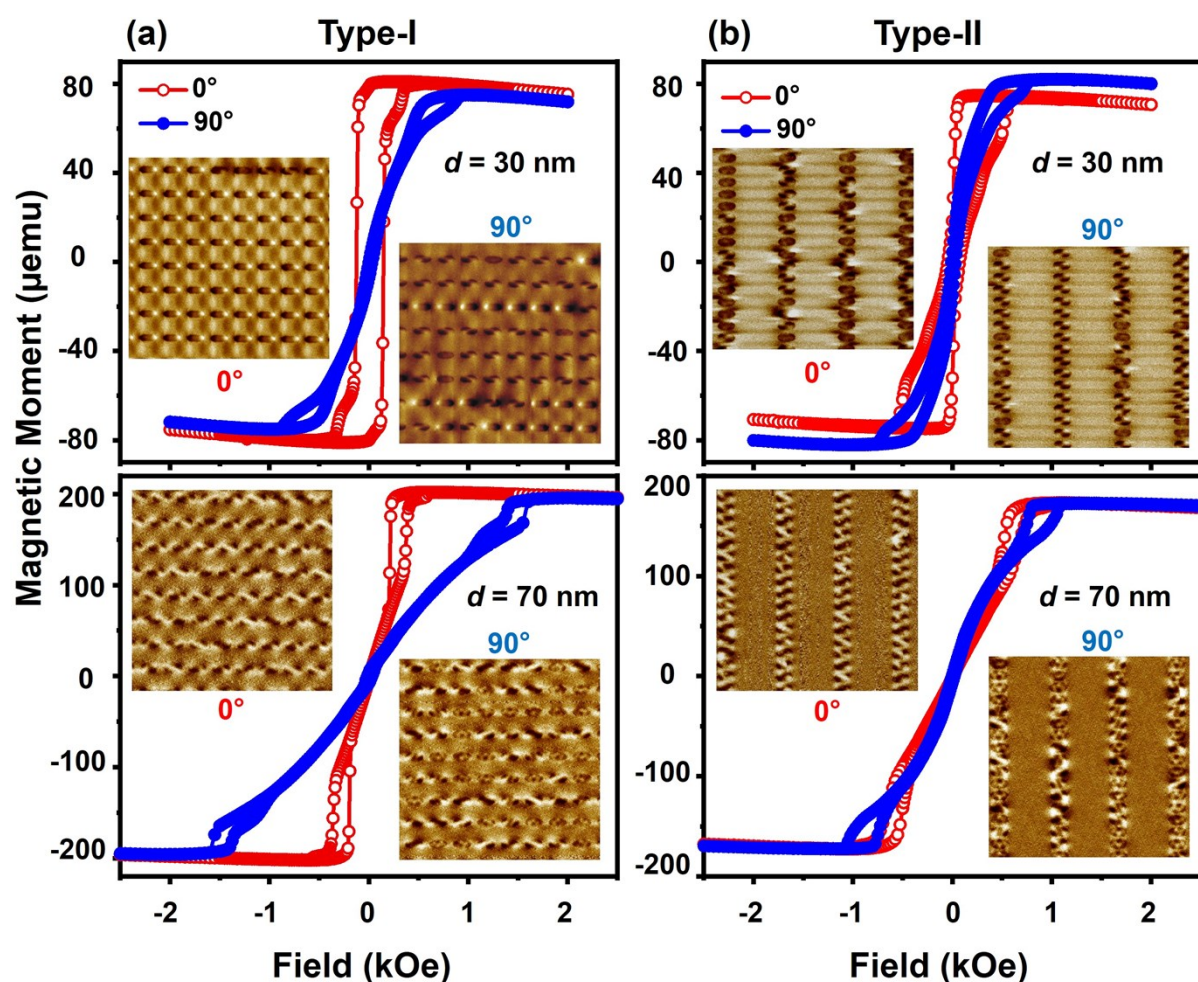 (a) Type-I
(b) Type-II
Magnetic Moment (μemu)
80
40
0
-40
-80
0°
90°
d = 30 nm
90°
0°
0°
90°
d = 30 nm
90°
0°
80
40
0
-40
-80
200
100
0
-100
-200
d = 70 nm
90°
0°
-2 -1 0 1 2
Field (kOe)
200
100
0
-100
-200
d = 70 nm
90°
0°
-2 -1 0 1 2
Field (kOe)